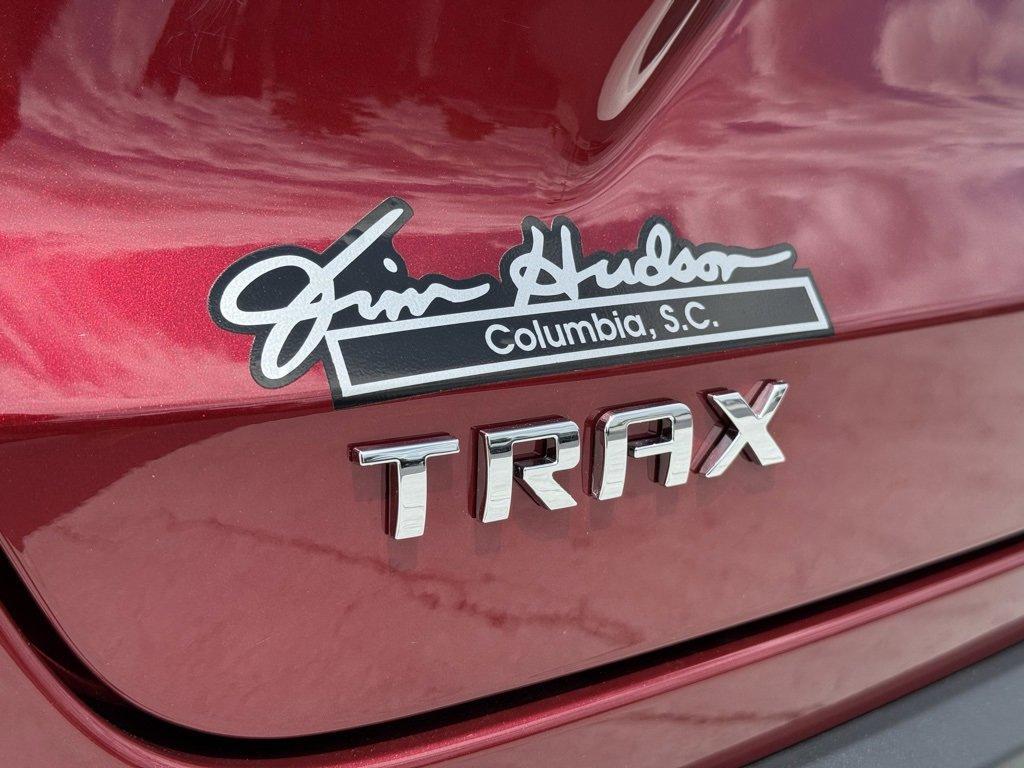 Jim Hudson
Columbia, S.C.
TRAX